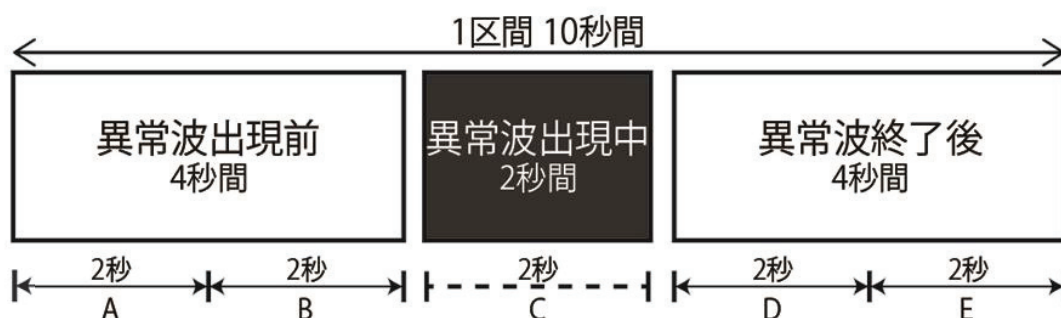 1区間 10秒間
異常波出現前 異常波出現中 異常波終了後
4秒間 2秒間 4秒間
2秒 2秒 2秒 2秒 2秒
A B C D E